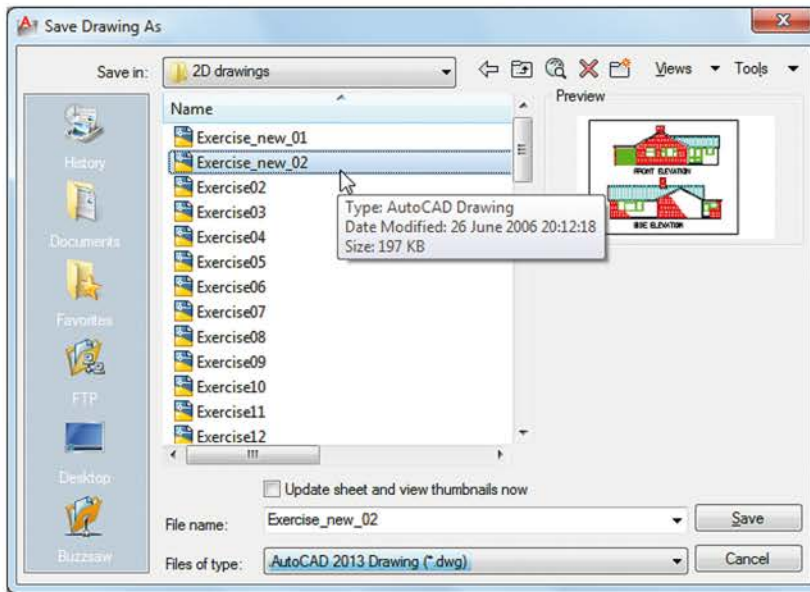 Save Drawing As
Save in:
2D drawings
Views
Tools
History
Documents
Favorites
FTP
Desktop
Buzzsaw
Name
Exercise_new_01
Exercise_new_02
Exercise02
Exercise03
Exercise04
Exercise05
Exercise06
Exercise07
Exercise08
Exercise09
Exercise10
Exercise11
Exercise12
Type: AutoCAD Drawing
Date Modified: 26 June 2006 20:12:18
Size: 197 KB
Preview
FRONT ELEVATION
SIDE ELEVATION
Update sheet and view thumbnails now
File name:
Exercise_new_02
Save
Files of type:
AutoCAD 2013 Drawing (*.dwg)
Cancel